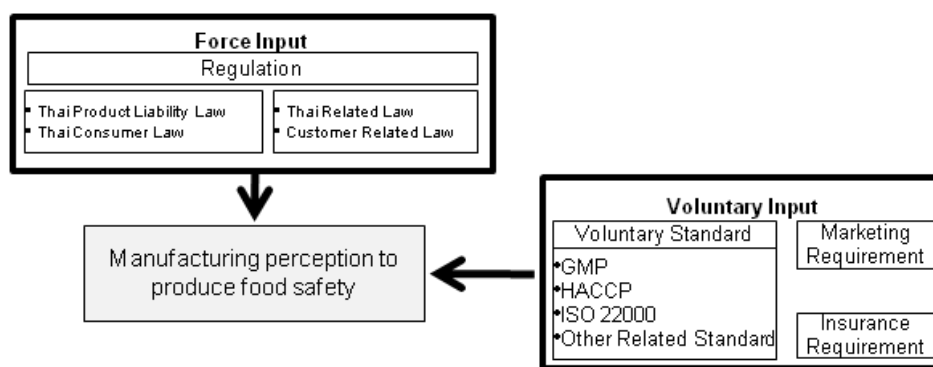 Force Input
Regulation
▪ Thai Product Liability Law
▪ Thai Consumer Law
▪ Thai Related Law
▪ Customer Related Law
Manufacturing perception to
produce food safety
Voluntary Input
Voluntary Standard
•GMP
•HACCP
•ISO 22000
•Other Related Standard
Marketing
Requirement
Insurance
Requirement